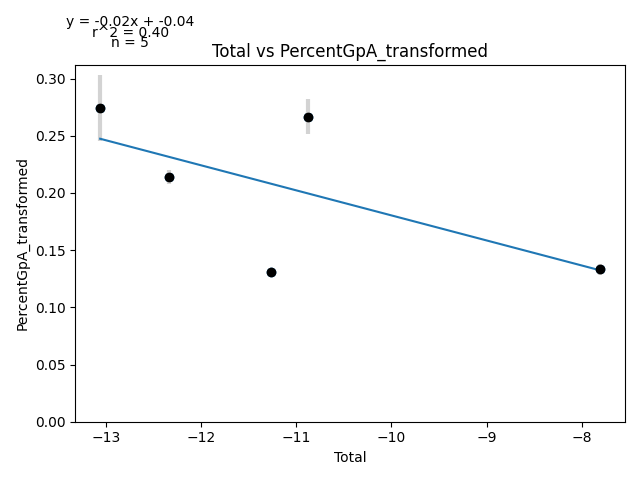 y = -0.02x + -0.04
r^2 = 0.40
n = 5
Total vs PercentGpA_transformed
0.30
0.25
0.20
0.15
0.10
0.05
0.00
PercentGpA_transformed
−13
−12
−11
−10
−9
−8
Total